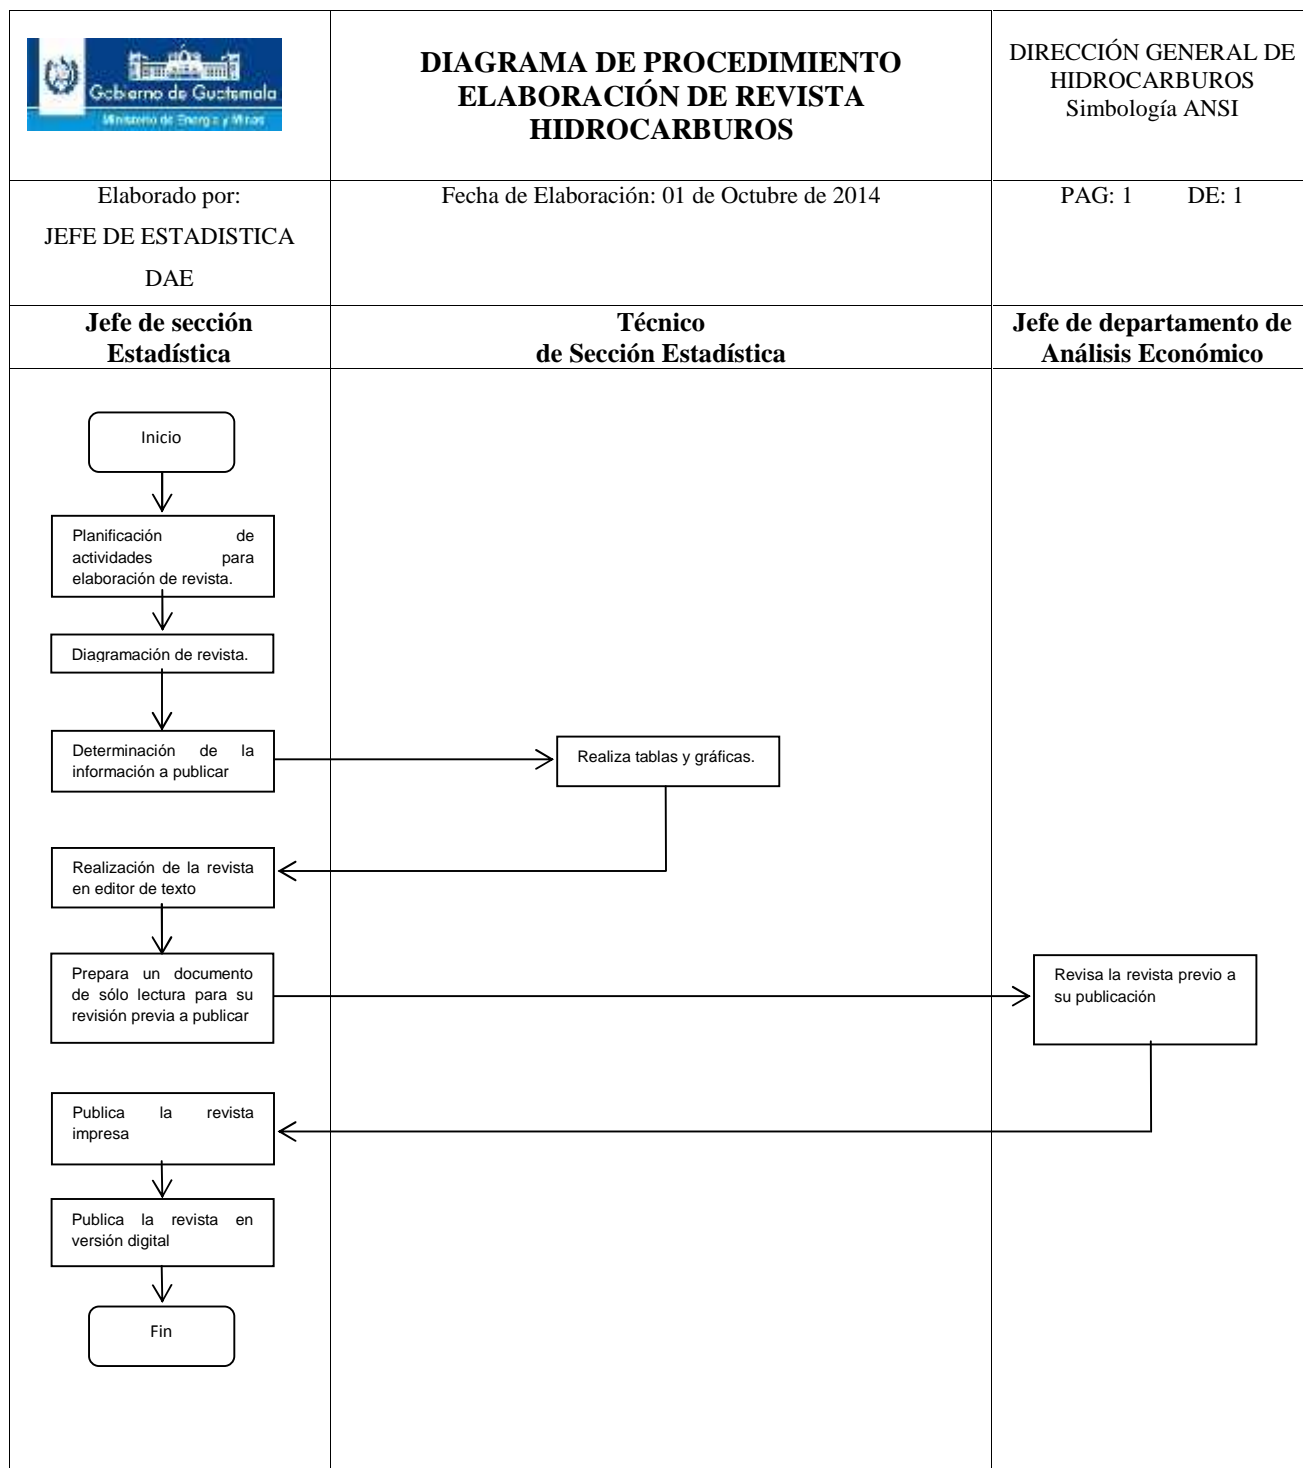 Gobierno de Guatemala
Ministerio de Energía y Minas
DIAGRAMA DE PROCEDIMIENTO
ELABORACIÓN DE REVISTA
HIDROCARBUROS
DIRECCIÓN GENERAL DE
HIDROCARBUROS
Simbología ANSI
Elaborado por:
JEFE DE ESTADISTICA
DAE
Fecha de Elaboración: 01 de Octubre de 2014
PAG: 1 DE: 1
Jefe de sección
Estadística
Técnico
de Sección Estadística
Jefe de departamento de
Análisis Económico
Inicio
Planificación de
actividades para
elaboración de revista.
Diagramación de revista.
Determinación de la
información a publicar
Realiza tablas y gráficas.
Realización de la revista
en editor de texto
Prepara un documento
de sólo lectura para su
revisión previa a publicar
Revisa la revista previo a
su publicación
Publica la revista
impresa
Publica la revista en
versión digital
Fin